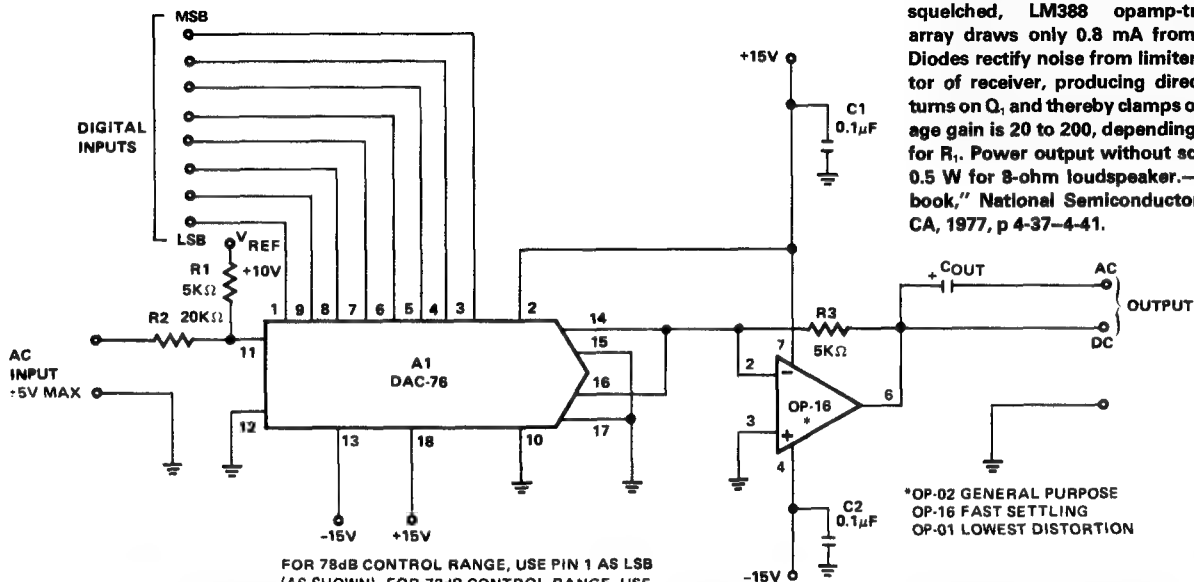 squelched, LM388 opamp-tr
array draws only 0.8 mA from
Diodes rectify noise from limiter
tor of receiver, producing direc
turns on Q₁ and thereby clamps o
age gain is 20 to 200, depending
for R₁. Power output without sq
0.5 W for 8-ohm loudspeaker.—
book," National Semiconductor
CA, 1977, p 4-37–4-41.
MSB
DIGITAL
INPUTS
LSB
VREF
+10V
R1
5KΩ
R2 20KΩ
AC
INPUT
±5V MAX
1 9 8 7 6 5 4 3 2
11
12
A1
DAC-76
14
15
16
17
13 18 10
-15V +15V
+15V
C1
0.1μF
R3
5KΩ
7
2
−
OP-16
*
3
+
4
6
C2
0.1μF
-15V
+ COUT
AC
OUTPUT
DC
*OP-02 GENERAL PURPOSE
OP-16 FAST SETTLING
OP-01 LOWEST DISTORTION
FOR 78dB CONTROL RANGE, USE PIN 1 AS LSB
(AS SHOWN). FOR 72dB CONTROL RANGE, USE